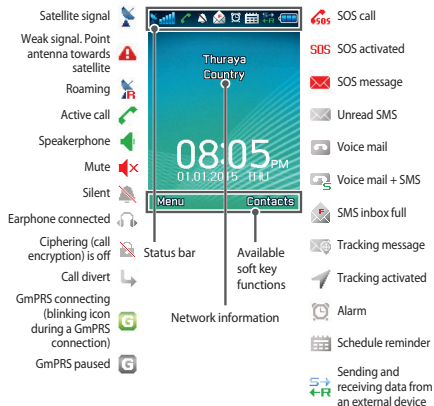 Satellite signal
Weak signal. Point
antenna towards
satellite
Roaming
Active call
Speakerphone
Mute
Silent
Earphone connected
Ciphering (call
encryption) is off
Call divert
GmPRS connecting
(blinking icon
during a GmPRS
connection)
GmPRS paused
G
G
Thuraya
Country
08:05PM
01.01.2015 THU
Menu
Contacts
Status bar
Available
soft key
functions
Network information
SOS
SOS call
SOS
SOS activated
SOS message
Unread SMS
Voice mail
S
Voice mail + SMS
F
SMS inbox full
Tracking message
Tracking activated
Alarm
Schedule reminder
S
R
Sending and
receiving data from
an external device